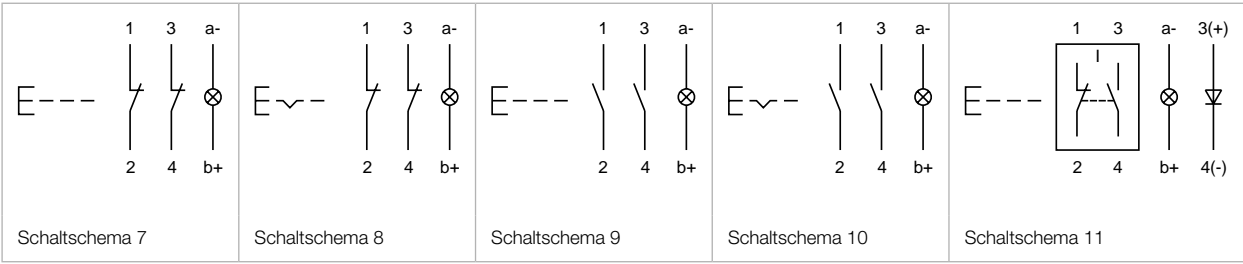 1 3 a-
2 4 b+
Schaltschema 7
1 3 a-
2 4 b+
Schaltschema 8
1 3 a-
2 4 b+
Schaltschema 9
1 3 a-
2 4 b+
Schaltschema 10
1 3 a- 3(+)
2 4 b+ 4(-)
Schaltschema 11